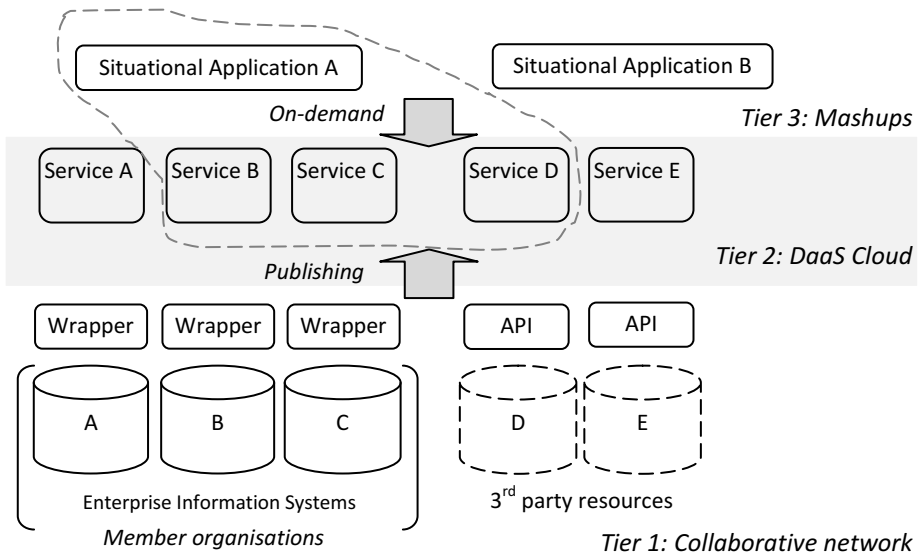 Situational Application A
Situational Application B
On-demand
Tier 3: Mashups
Service A
Service B
Service C
Service D
Service E
Tier 2: DaaS Cloud
Publishing
Wrapper
Wrapper
Wrapper
API
API
A
B
C
D
E
Enterprise Information Systems
3rd party resources
Member organisations
Tier 1: Collaborative network